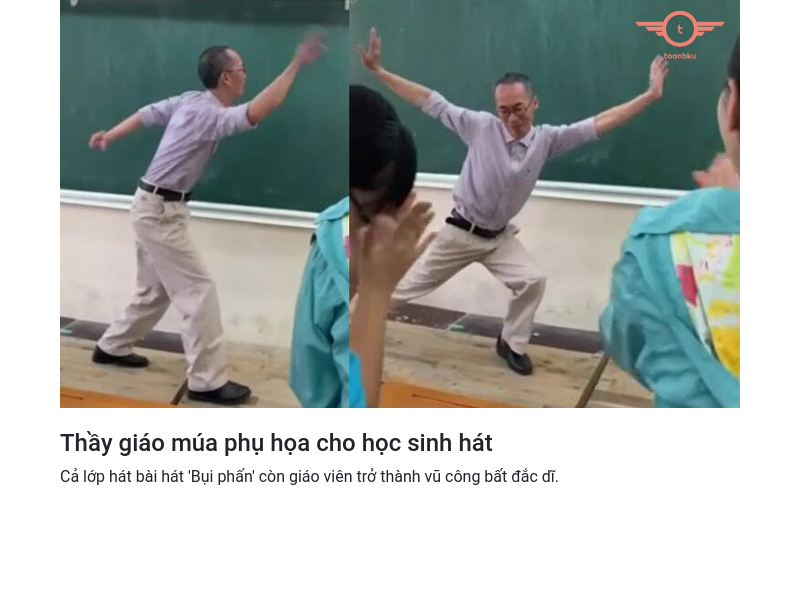 t
toanbku
Thầy giáo múa phụ họa cho học sinh hát
Cả lớp hát bài hát 'Bụi phấn' còn giáo viên trở thành vũ công bất đắc dĩ.